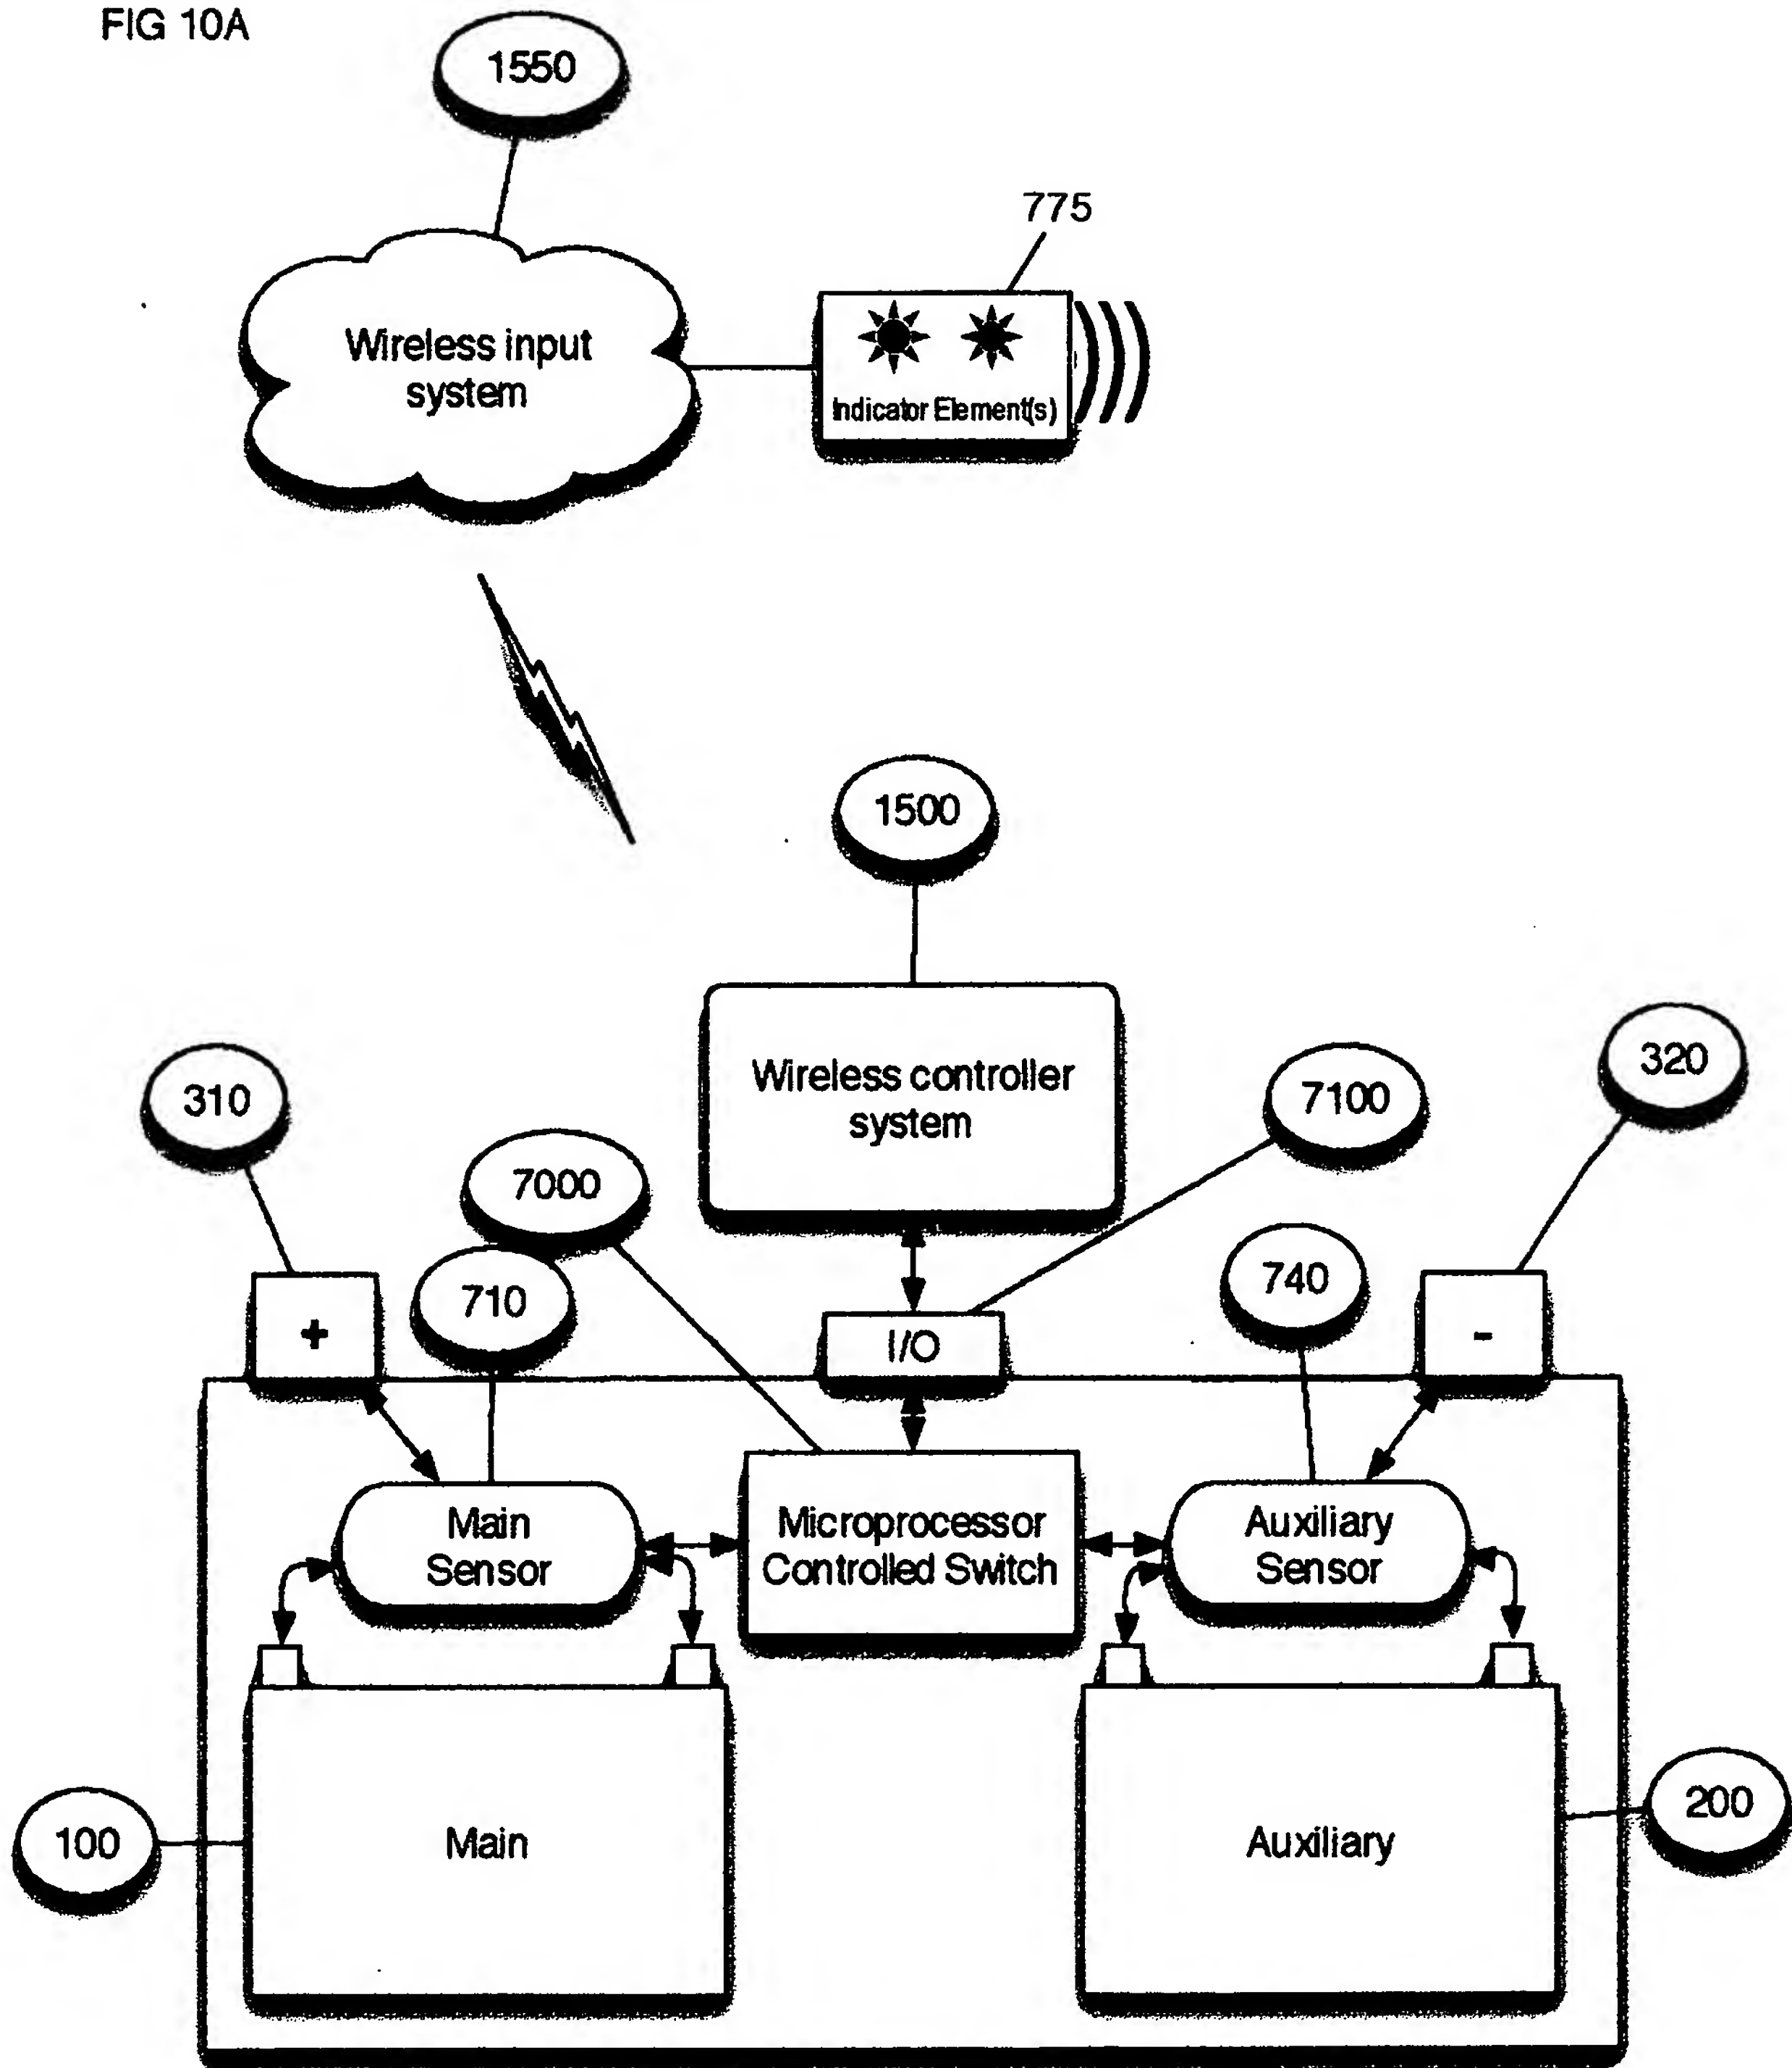 FIG 10A
1550
775
Wireless input
system
Indicator Element(s)
1500
320
310
Wireless controller
system
7100
7000
740
710
+
I/O
-
Main
Sensor
Microprocessor
Controlled Switch
Auxiliary
Sensor
100
Main
Auxiliary
200